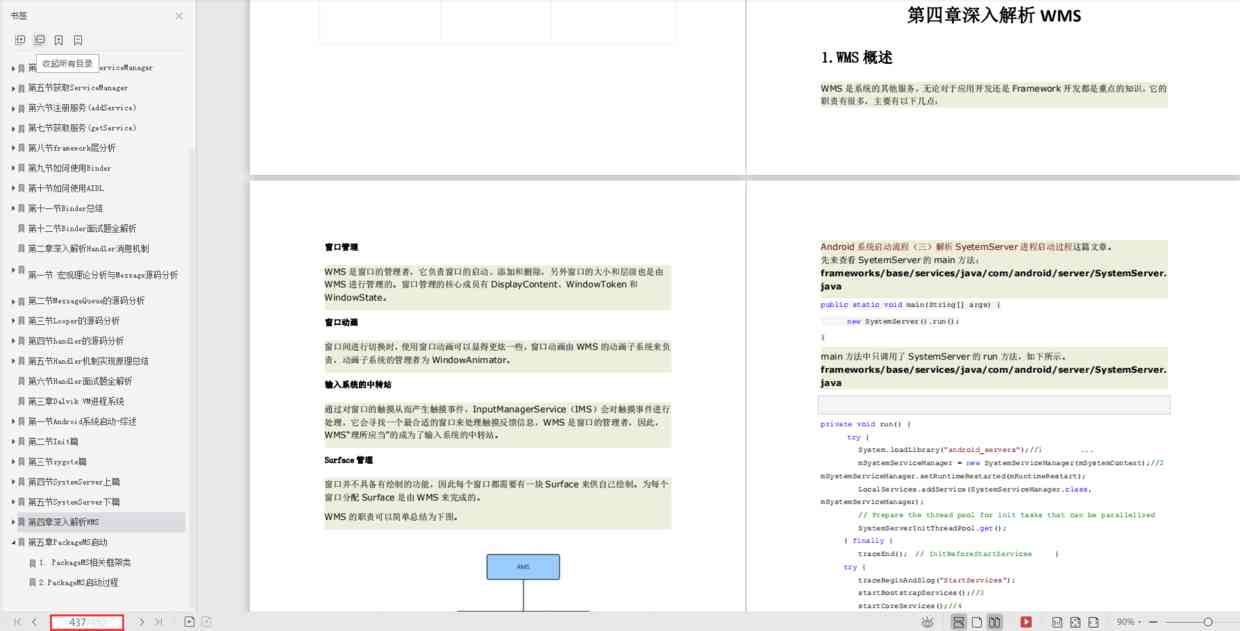 书签
收起所有目录
第 erviceManager
第五节获取ServiceManager
第六节注册服务(addService)
第七节获取服务(getService)
第八节framework层分析
第九节如何使用Binder
第十节如何使用AIDL
第十一节Binder总结
第十二节Binder面试题全解析
第二章深入解析Handler消息机制
第一节 宏观理论分析与Message源码分析
第二节MessageQueue的源码分析
第三节Looper的源码分析
第四节handler的源码分析
第五节Handler机制实现原理总结
第六节Handler面试题全解析
第三章Dalvik VM进程系统
第一节Android系统启动-综述
第二节Init篇
第三节zygote篇
第四节SystemServer上篇
第五节SystemServer下篇
第四章深入解析WMS
第五章PackageMS启动
1. PackageMS相关框架类
2.PackageMS启动过程
窗口管理
WMS 是窗口的管理者，它负责窗口的启动、添加和删除，另外窗口的大小和层级也是由
WMS 进行管理的。窗口管理的核心成员有 DisplayContent、WindowToken 和
WindowState。
窗口动画
窗口间进行切换时，使用窗口动画可以显得更炫一些，窗口动画由 WMS 的动画子系统来负
责，动画子系统的管理者为 WindowAnimator。
输入系统的中转站
通过对窗口的触摸从而产生触摸事件，InputManagerService（IMS）会对触摸事件进行
处理，它会寻找一个最合适的窗口来处理触摸反馈信息，WMS 是窗口的管理者，因此，
WMS“理所应当”的成为了输入系统的中转站。
Surface 管理
窗口并不具备有绘制的功能，因此每个窗口都需要有一块 Surface 来供自己绘制。为每个
窗口分配 Surface 是由 WMS 来完成的。
WMS 的职责可以简单总结为下图。
WMS
第四章深入解析 WMS
1.WMS 概述
WMS 是系统的其他服务，无论对于应用开发还是 Framework 开发都是重点的知识，它的
职责有很多，主要有以下几点：
Android 系统启动流程（三）解析 SyetemServer 进程启动过程这篇文章。
先来查看 SyetemServer 的 main 方法：
frameworks/base/services/java/com/android/server/SystemServer.
java
public static void main(String[] args) {
new SystemServer().run();
}
main 方法中只调用了 SystemServer 的 run 方法，如下所示。
frameworks/base/services/java/com/android/server/SystemServer.
java
private void run() {
try {
System.loadLibrary("android_servers");//1 ...
mSystemServiceManager = new SystemServiceManager(mSystemContext);//2
mSystemServiceManager.setRuntimeRestarted(mRuntimeRestart);
LocalServices.addService(SystemServiceManager.class,
mSystemServiceManager);
// Prepare the thread pool for init tasks that can be parallelized
SystemServerInitThreadPool.get();
} finally {
traceEnd(); // InitBeforeStartServices }
try {
traceBeginAndSlog("StartServices");
startBootstrapServices();//3
startCoreServices();//4
437
90%